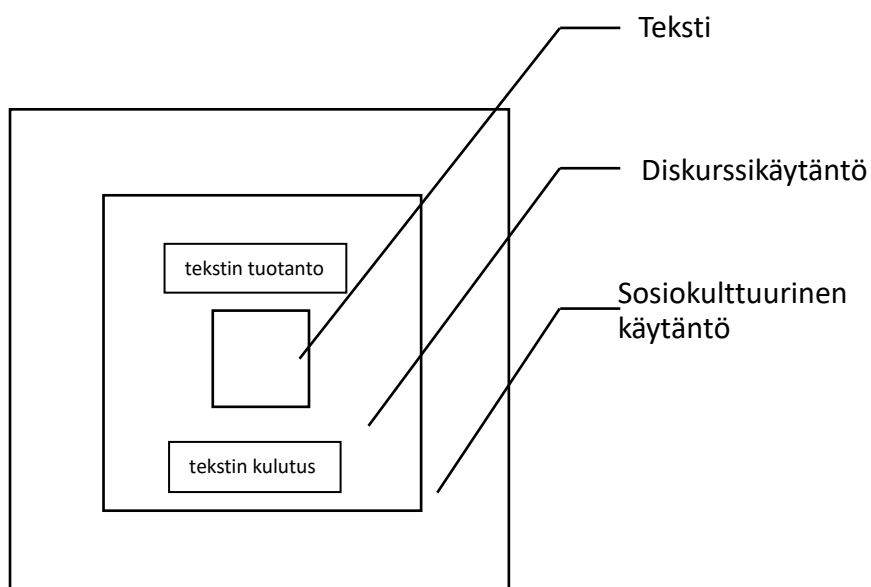 Teksti
Diskurssikäytäntö
tekstin tuotanto
Sosiokulttuurinen
käytäntö
tekstin kulutus